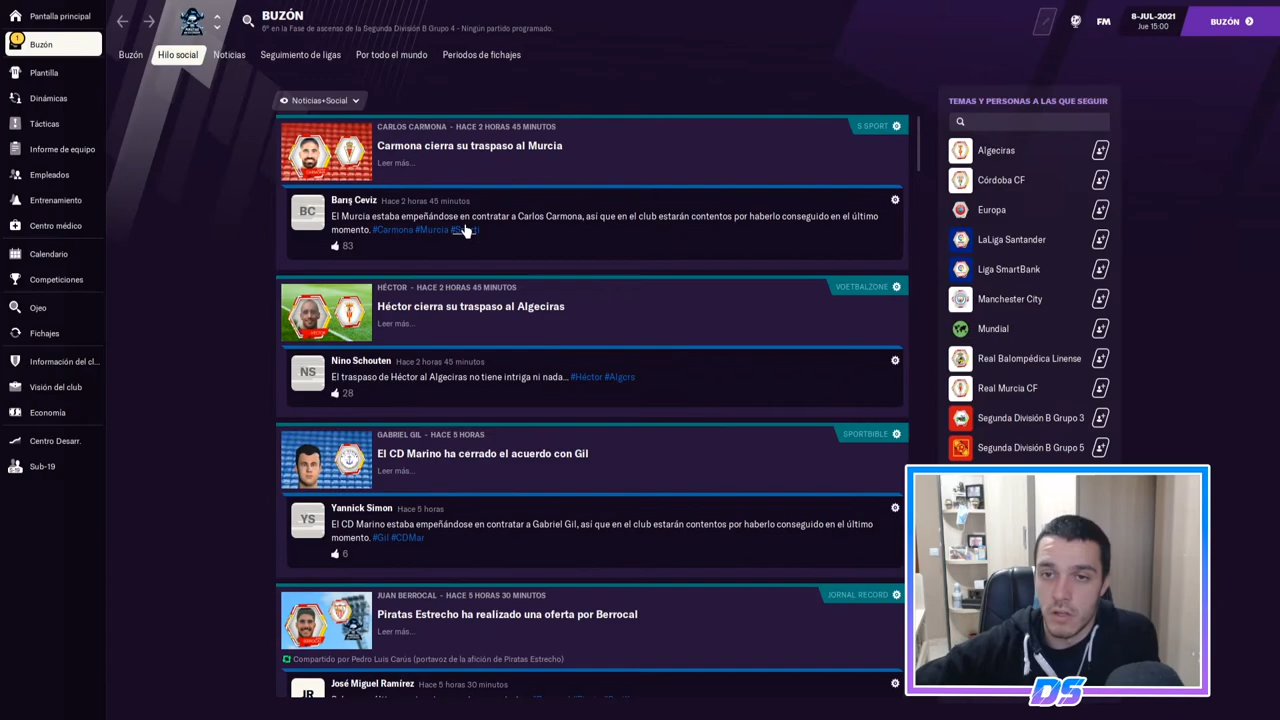 Pantalla principal
BUZÓN
6º en la Fase de ascenso de la Segunda División B Grupo 4 - Ningún partido programado.
FM
8-JUL-2021
Jue 15:00
BUZÓN
1
Buzón
Plantilla
Dinámicas
Tácticas
Informe de equipo
Empleados
Entrenamiento
Centro médico
Calendario
Competiciones
Ojeo
Fichajes
Información del cl...
Visión del club
Economía
Centro Desarr.
Sub-19
Buzón
Hilo social
Noticias
Seguimiento de ligas
Por todo el mundo
Periodos de fichajes
Noticias+Social
CARLOS CARMONA - HACE 2 HORAS 45 MINUTOS
S SPORT
Carmona cierra su traspaso al Murcia
Leer más...
BC
Barış Ceviz Hace 2 horas 45 minutos
El Murcia estaba empeñándose en contratar a Carlos Carmona, así que en el club estarán contentos por haberlo conseguido en el último
momento. #Carmona #Murcia
83
HÉCTOR - HACE 2 HORAS 45 MINUTOS
VOETBALZONE
Héctor cierra su traspaso al Algeciras
Leer más...
NS
Nino Schouten Hace 2 horas 45 minutos
El traspaso de Héctor al Algeciras no tiene intriga ni nada... #Héctor #Algcrs
28
GABRIEL GIL - HACE 5 HORAS
SPORTBIBLE
El CD Marino ha cerrado el acuerdo con Gil
Leer más...
YS
Yannick Simon Hace 5 horas
El CD Marino estaba empeñándose en contratar a Gabriel Gil, así que en el club estarán contentos por haberlo conseguido en el último
momento. #Gil #CDMar
6
JUAN BERROCAL - HACE 5 HORAS 30 MINUTOS
JORNAL RECORD
Piratas Estrecho ha realizado una oferta por Berrocal
Leer más...
Compartido por Pedro Luis Carús (portavoz de la afición de Piratas Estrecho)
JR
José Miguel Ramírez Hace 5 horas 30 minutos
TEMAS Y PERSONAS A LAS QUE SEGUIR
Algeciras
Córdoba CF
Europa
LaLiga Santander
Liga SmartBank
Manchester City
Mundial
Real Balompédica Linense
Real Murcia CF
Segunda División B Grupo 3
Segunda División B Grupo 5
DS